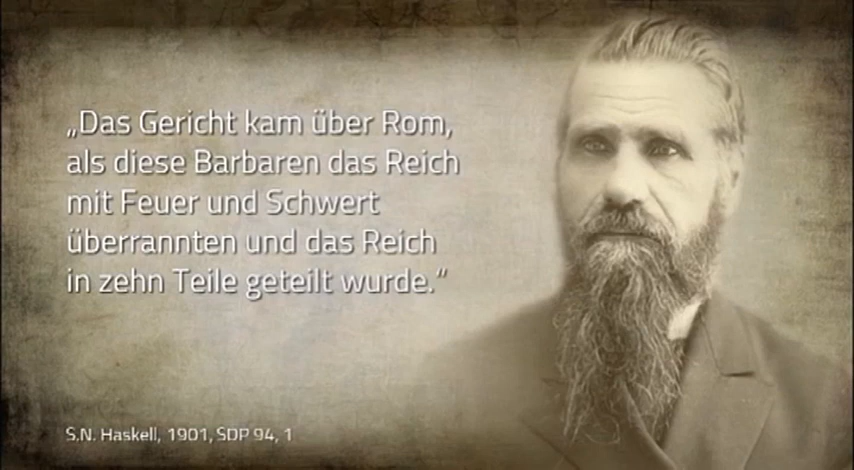 „Das Gericht kam über Rom,
als diese Barbaren das Reich
mit Feuer und Schwert
überrannten und das Reich
in zehn Teile geteilt wurde.“
S.N. Haskell, 1901, SDP 94, 1